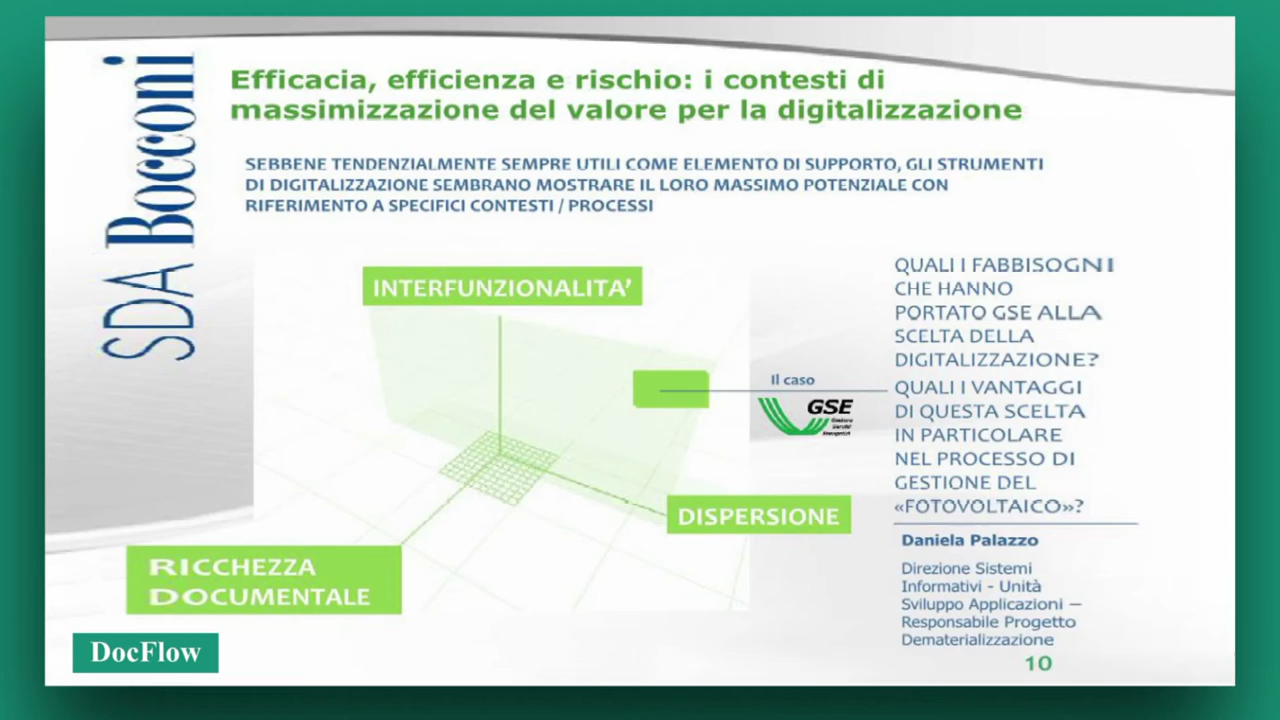 SDA Bocconi
Efficacia, efficienza e rischio: i contesti di
massimizzazione del valore per la digitalizzazione
SEBBENE TENDENZIALMENTE SEMPRE UTILI COME ELEMENTO DI SUPPORTO, GLI STRUMENTI
DI DIGITALIZZAZIONE SEMBRANO MOSTRARE IL LORO MASSIMO POTENZIALE CON
RIFERIMENTO A SPECIFICI CONTESTI / PROCESSI
INTERFUNZIONALITA’
DISPERSIONE
RICCHEZZA
DOCUMENTALE
Il caso
GSE
Gestore
Servizi
Energetici
QUALI I FABBISOGNI
CHE HANNO
PORTATO GSE ALLA
SCELTA DELLA
DIGITALIZZAZIONE?
QUALI I VANTAGGI
DI QUESTA SCELTA
IN PARTICOLARE
NEL PROCESSO DI
GESTIONE DEL
«FOTOVOLTAICO»?
Daniela Palazzo
Direzione Sistemi
Informativi - Unità
Sviluppo Applicazioni –
Responsabile Progetto
Dematerializzazione
10
DocFlow